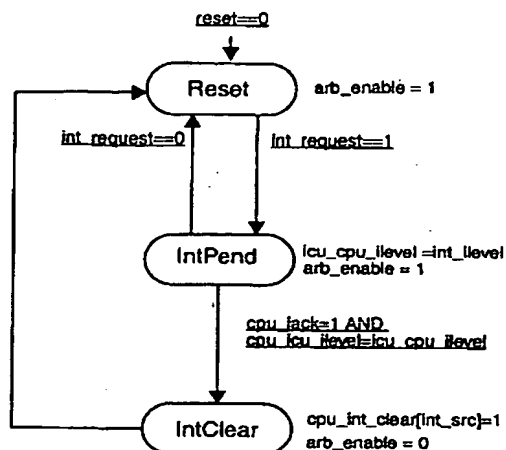 reset==0
Reset
arb_enable = 1
int_request==0
int_request==1
IntPend
icu_cpu_ilevel =int_ilevel
arb_enable = 1
cpu_iack=1 AND
cpu_icu_ilevel=icu_cpu_ilevel
IntClear
cpu_int_clear[int_src]=1
arb_enable = 0